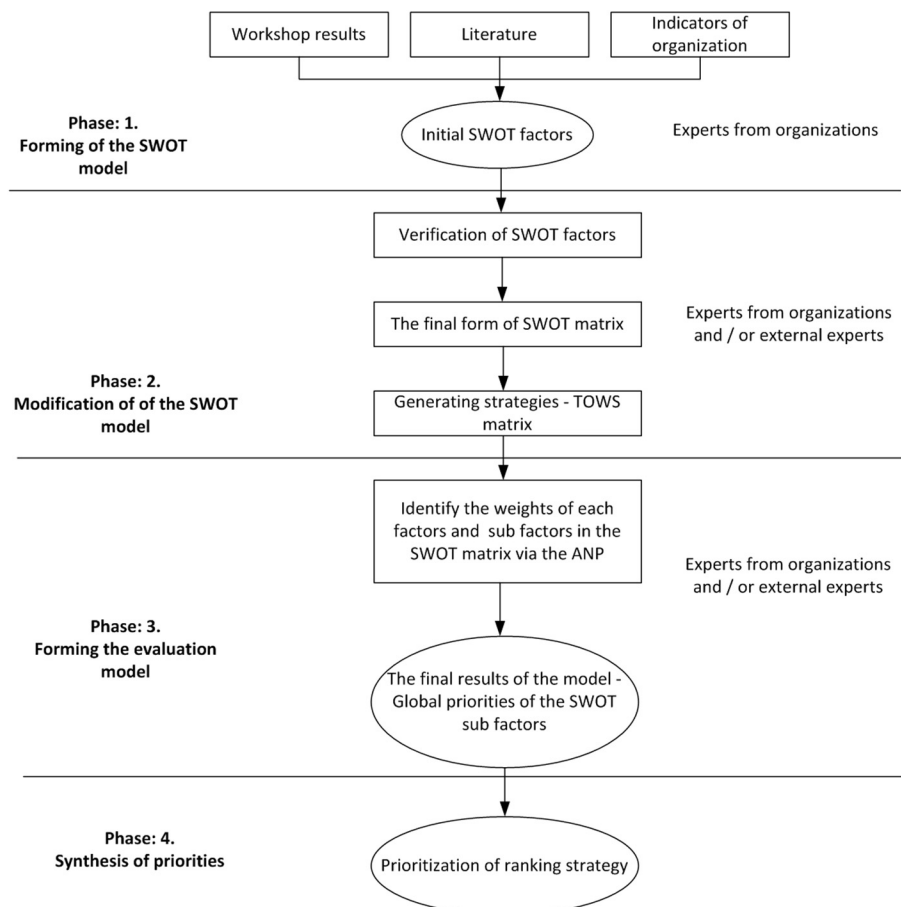 Workshop results
Literature
Indicators of
organization
Phase: 1.
Forming of the SWOT
model
Initial SWOT factors
Experts from organizations
Verification of SWOT factors
The final form of SWOT matrix
Experts from organizations
and / or external experts
Phase: 2.
Modification of of the SWOT
model
Generating strategies - TOWS
matrix
Identify the weights of each
factors and  sub factors in the
SWOT matrix via the ANP
Experts from organizations
and / or external experts
Phase: 3.
Forming the evaluation
model
The final results of the model -
Global priorities of the SWOT
sub factors
Phase: 4.
Synthesis of priorities
Prioritization of ranking strategy